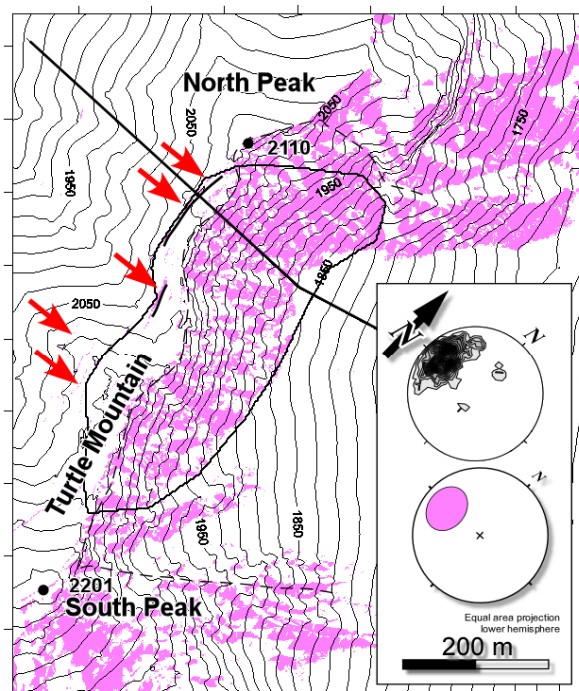 North Peak
2050
2050
1750
2110
1950
1950
1850
2050
Turtle Mountain
1950
1850
2201
South Peak
N
N
N
Equal area projection
lower hemisphere
200 m